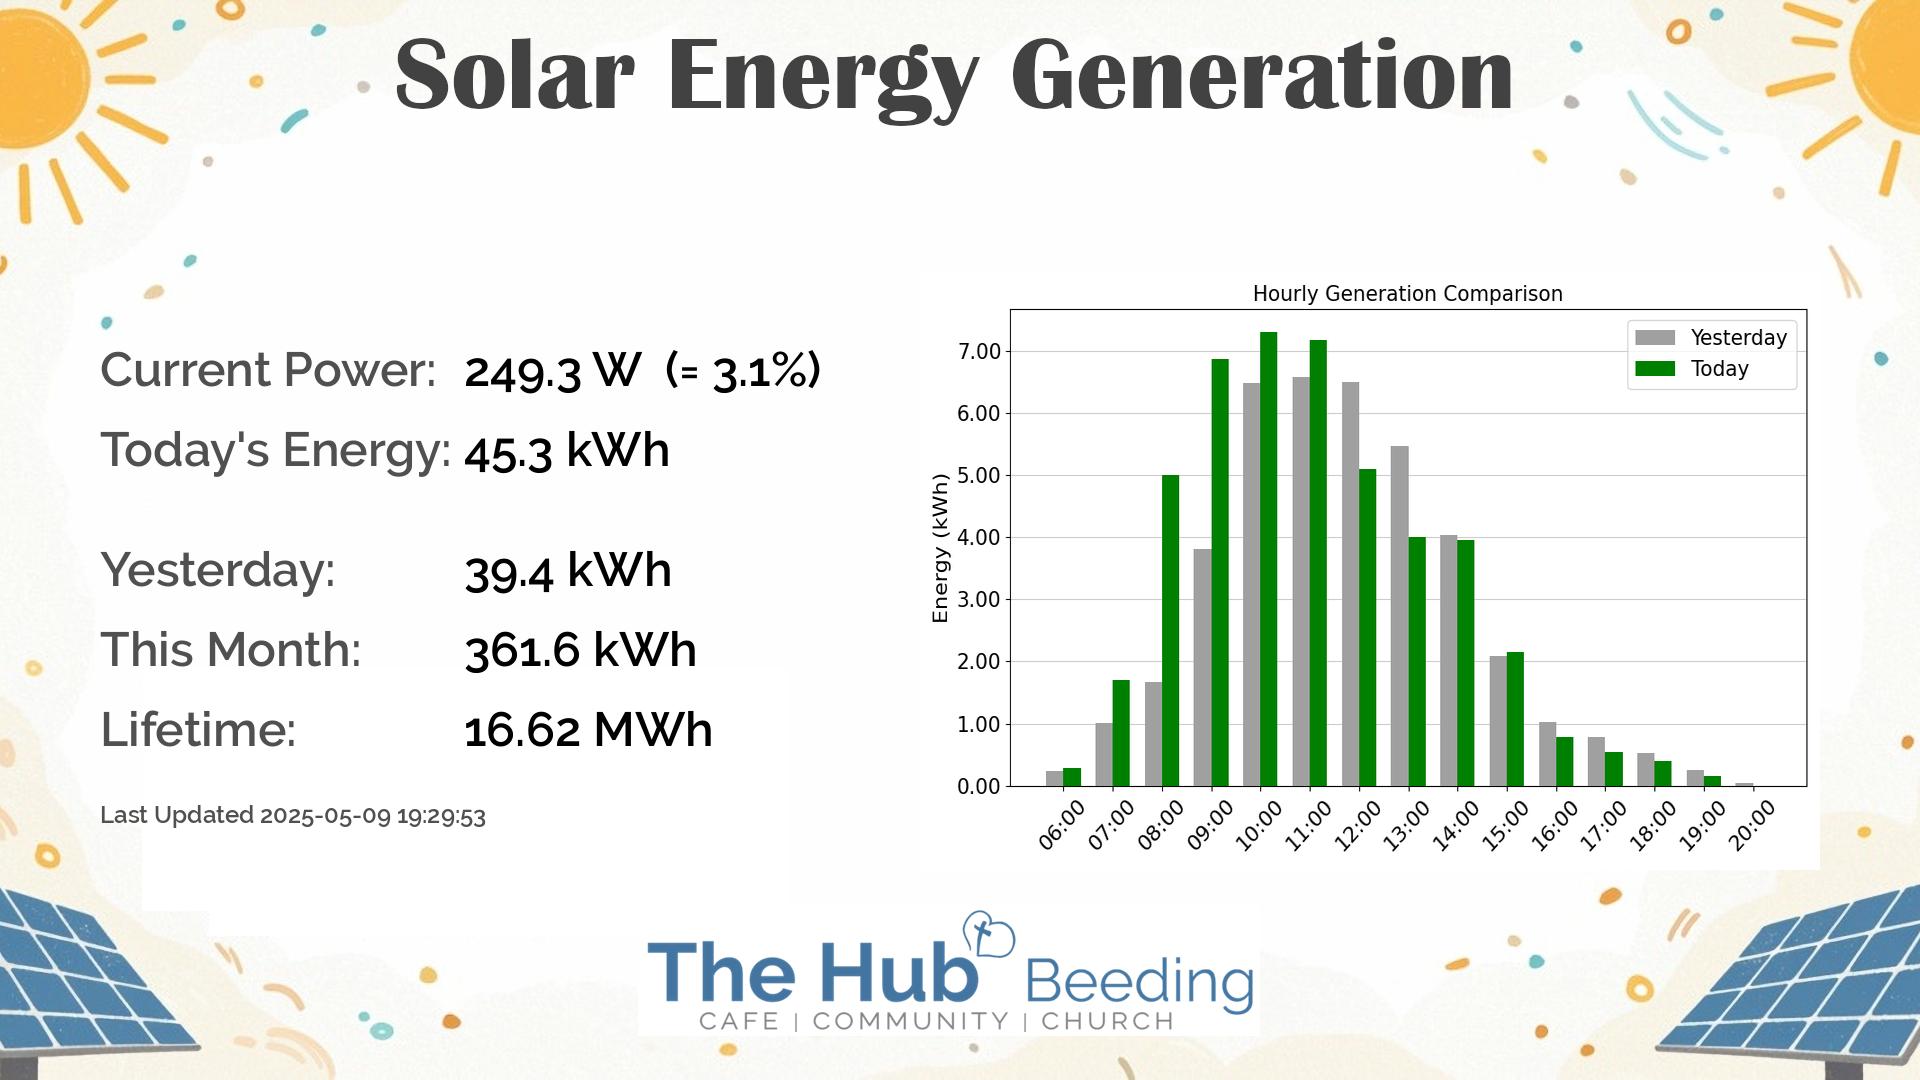 Solar Energy Generation
Current Power: 249.3 W (= 3.1%)
Today's Energy: 45.3 kWh
Yesterday: 39.4 kWh
This Month: 361.6 kWh
Lifetime: 16.62 MWh
Last Updated 2025-05-09 19:29:53
Hourly Generation Comparison
Yesterday
Today
Energy (kWh)
7.00
6.00
5.00
4.00
3.00
2.00
1.00
0.00
06:00 07:00 08:00 09:00 10:00 11:00 12:00 13:00 14:00 15:00 16:00 17:00 18:00 19:00 20:00
The Hub Beeding
CAFE | COMMUNITY | CHURCH